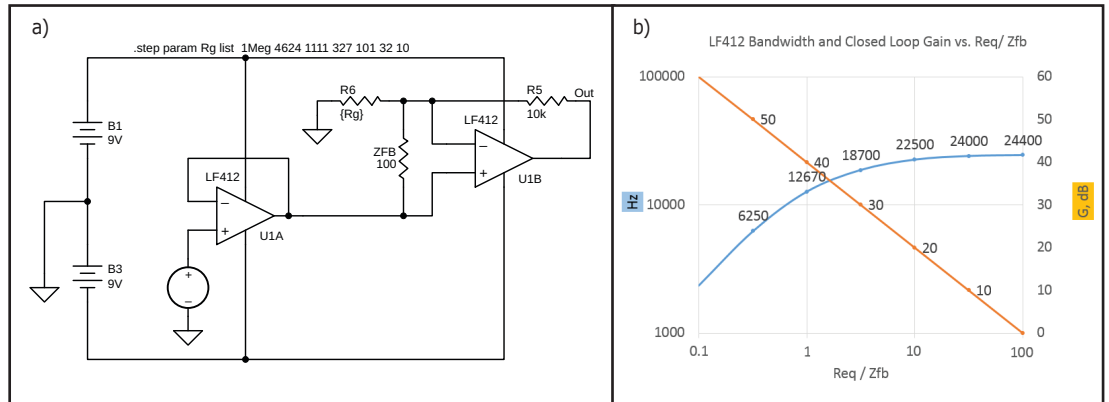 a)
.step param Rg list 1Meg 4624 1111 327 101 32 10
B1
9V
B3
9V
LF412
−
+
U1A
+
−
R6
{Rg}
ZFB
100
R5
10k
Out
LF412
−
+
U1B
b)
LF412 Bandwidth and Closed Loop Gain vs. Req/ Zfb
100000
10000
1000
Hz
60
50
40
30
20
10
0
G, dB
50
40
30
20
10
6250
12670
18700
22500
24000
24400
0.1
1
10
100
Req / Zfb